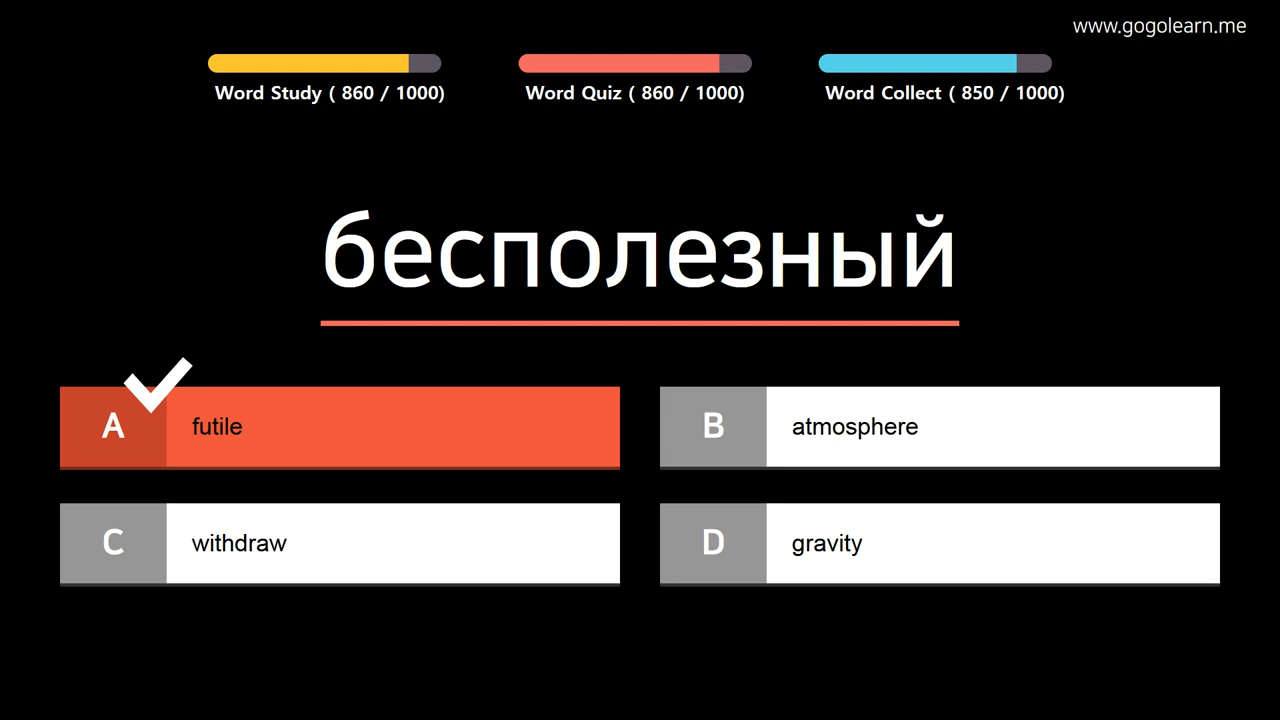 www.gogolearn.me
Word Study ( 860 / 1000)
Word Quiz ( 860 / 1000)
Word Collect ( 850 / 1000)
бесполезный
A futile
B atmosphere
C withdraw
D gravity